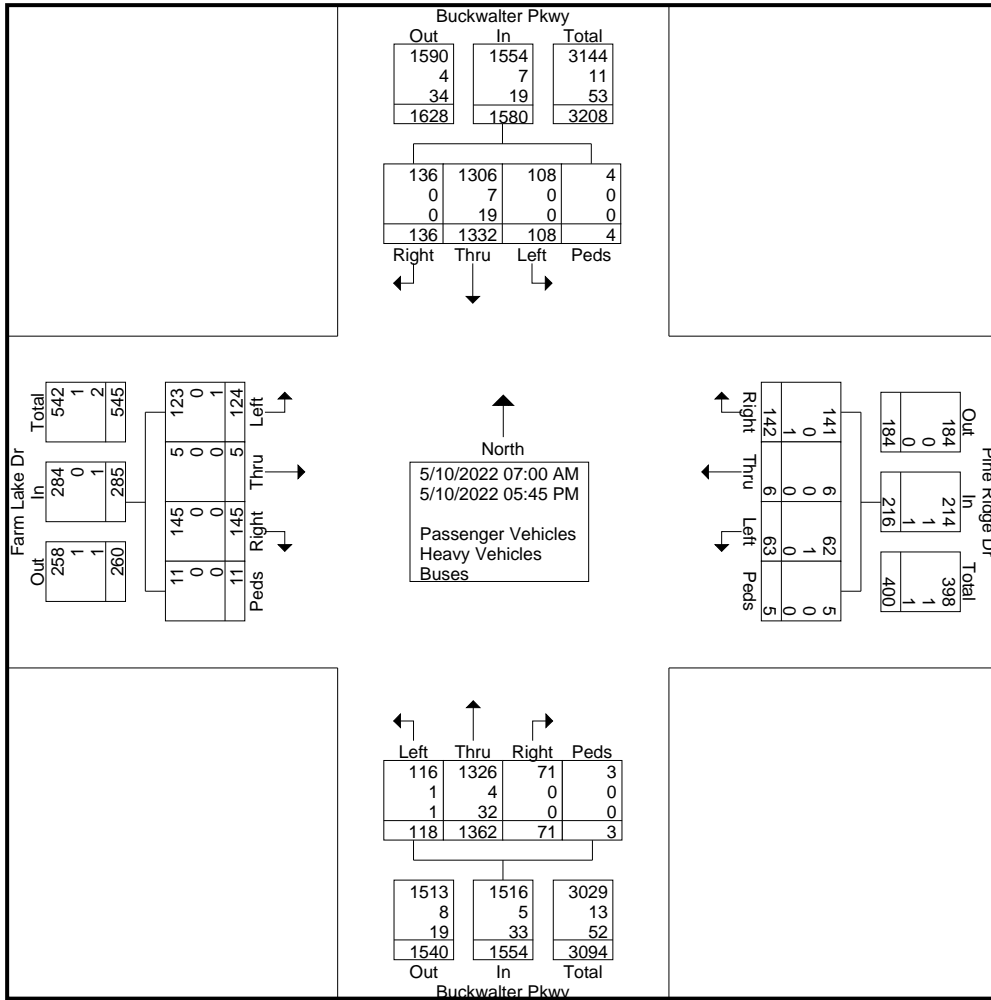 Buckwalter Pkwy
Out In Total
1590 1554 3144
4 7 11
34 19 53
1628 1580 3208
136 1306 108 4
0 7 0 0
0 19 0 0
136 1332 108 4
Right Thru Left Peds
Farm Lake Dr
Total In Out
542 284 258
1 0 1
2 1 1
545 285 260
123 5 145 11
0 0 0 0
1 0 0 0
124 5 145 11
Left Thru Right Peds
North
5/10/2022 07:00 AM
5/10/2022 05:45 PM
Passenger Vehicles
Heavy Vehicles
Buses
Right Thru Left Peds
142 6 63 5
1 0 0 0
0 0 1 0
141 6 62 5
Pine Ridge Dr
Out In Total
184 214 398
0 1 1
0 1 1
184 216 400
Left Thru Right Peds
116 1326 71 3
1 4 0 0
1 32 0 0
118 1362 71 3
1513 1516 3029
8 5 13
19 33 52
1540 1554 3094
Out In Total
Buckwalter Pkwy